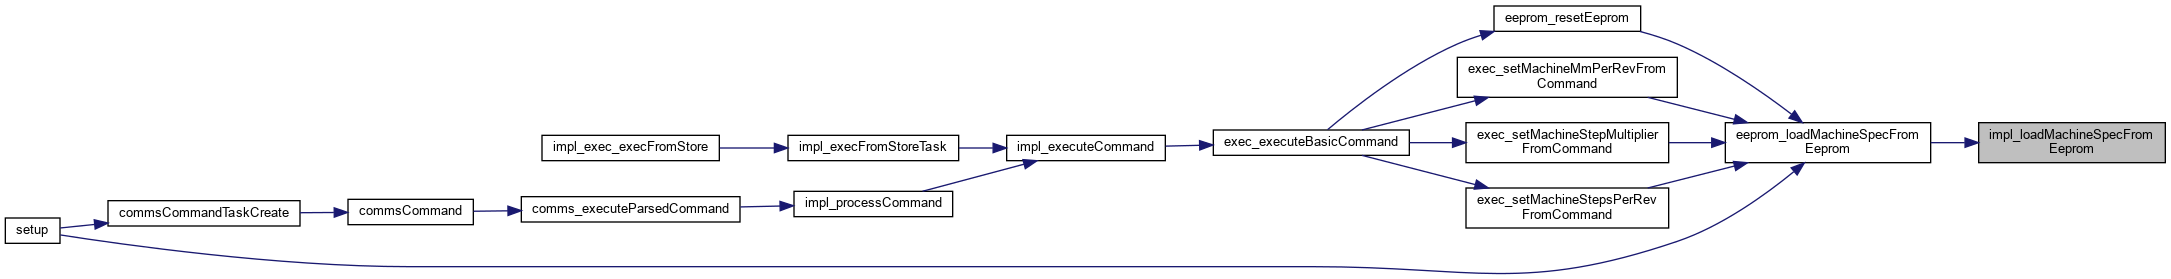 eeprom_resetEeprom
exec_setMachineMmPerRevFrom
Command
impl_exec_execFromStore
impl_execFromStoreTask
impl_executeCommand
exec_executeBasicCommand
exec_setMachineStepMultiplier
FromCommand
eeprom_loadMachineSpecFrom
Eeprom
impl_loadMachineSpecFrom
Eeprom
setup
commsCommandTaskCreate
commsCommand
comms_executeParsedCommand
impl_processCommand
exec_setMachineStepsPerRev
FromCommand